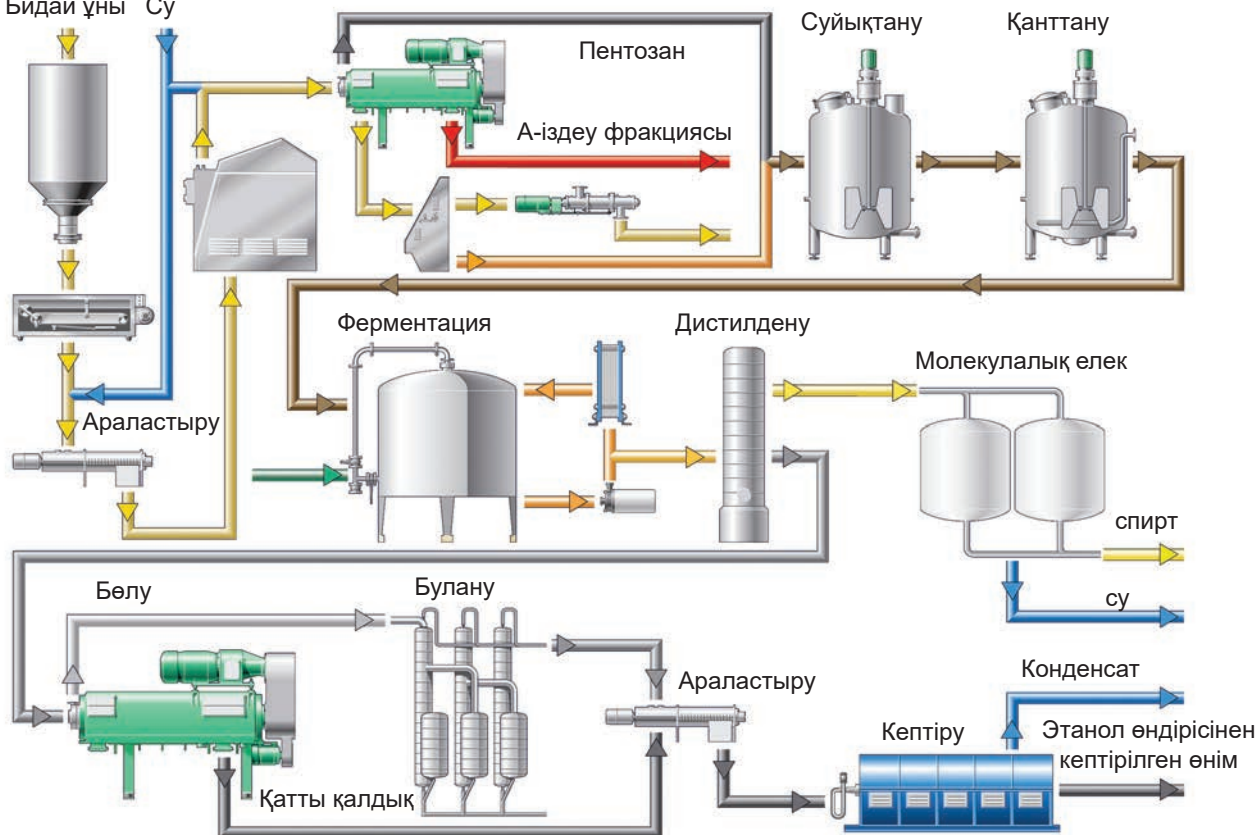 Бидай ұны Су
Пентозан
Суйықтану
Қанттану
А-іздеу фракциясы
Ферментация
Дистилдену
Молекулалық елек
Араластыру
спирт
су
Бөлу
Булану
Араластыру
Конденсат
Кептіру
Этанол өндірісінен
кептірілген өнім
Қатты қалдық